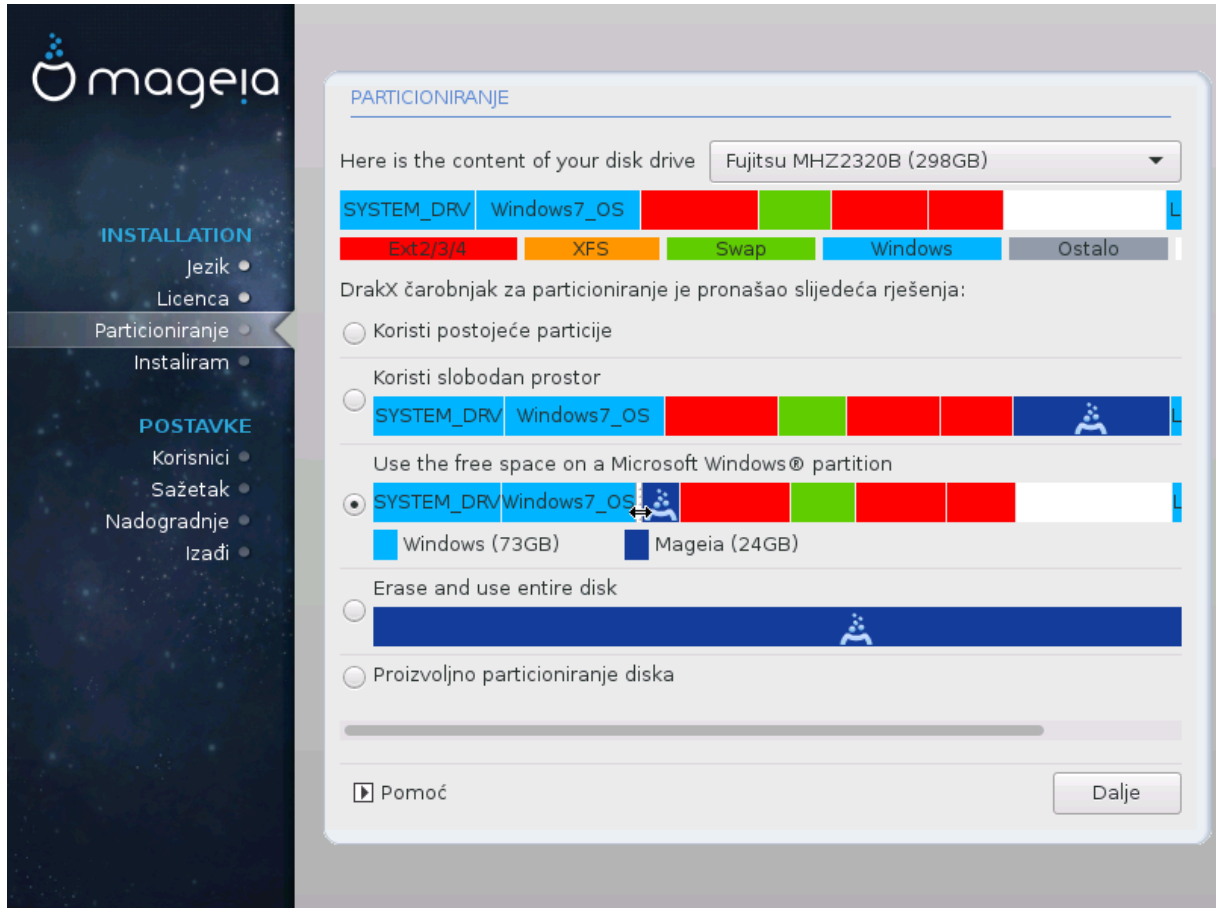 mageia
INSTALLATION
Jezik
Licenca
Particioniranje
Instaliram
POSTAVKE
Korisnici
Sažetak
Nadogradnje
Izađi
PARTICIONIRANJE
Here is the content of your disk drive Fujitsu MHZ2320B (298GB)
SYSTEM_DRV Windows7_OS L
Ext2/3/4 XFS Swap Windows Ostalo
DrakX čarobnjak za particioniranje je pronašao slijedeća rješenja:
Koristi postojeće particije
Koristi slobodan prostor
SYSTEM_DRV Windows7_OS L
Use the free space on a Microsoft Windows® partition
SYSTEM_DRV Windows7_OS L
Windows (73GB) Mageia (24GB)
Erase and use entire disk
Proizvoljno particioniranje diska
Pomoć Dalje